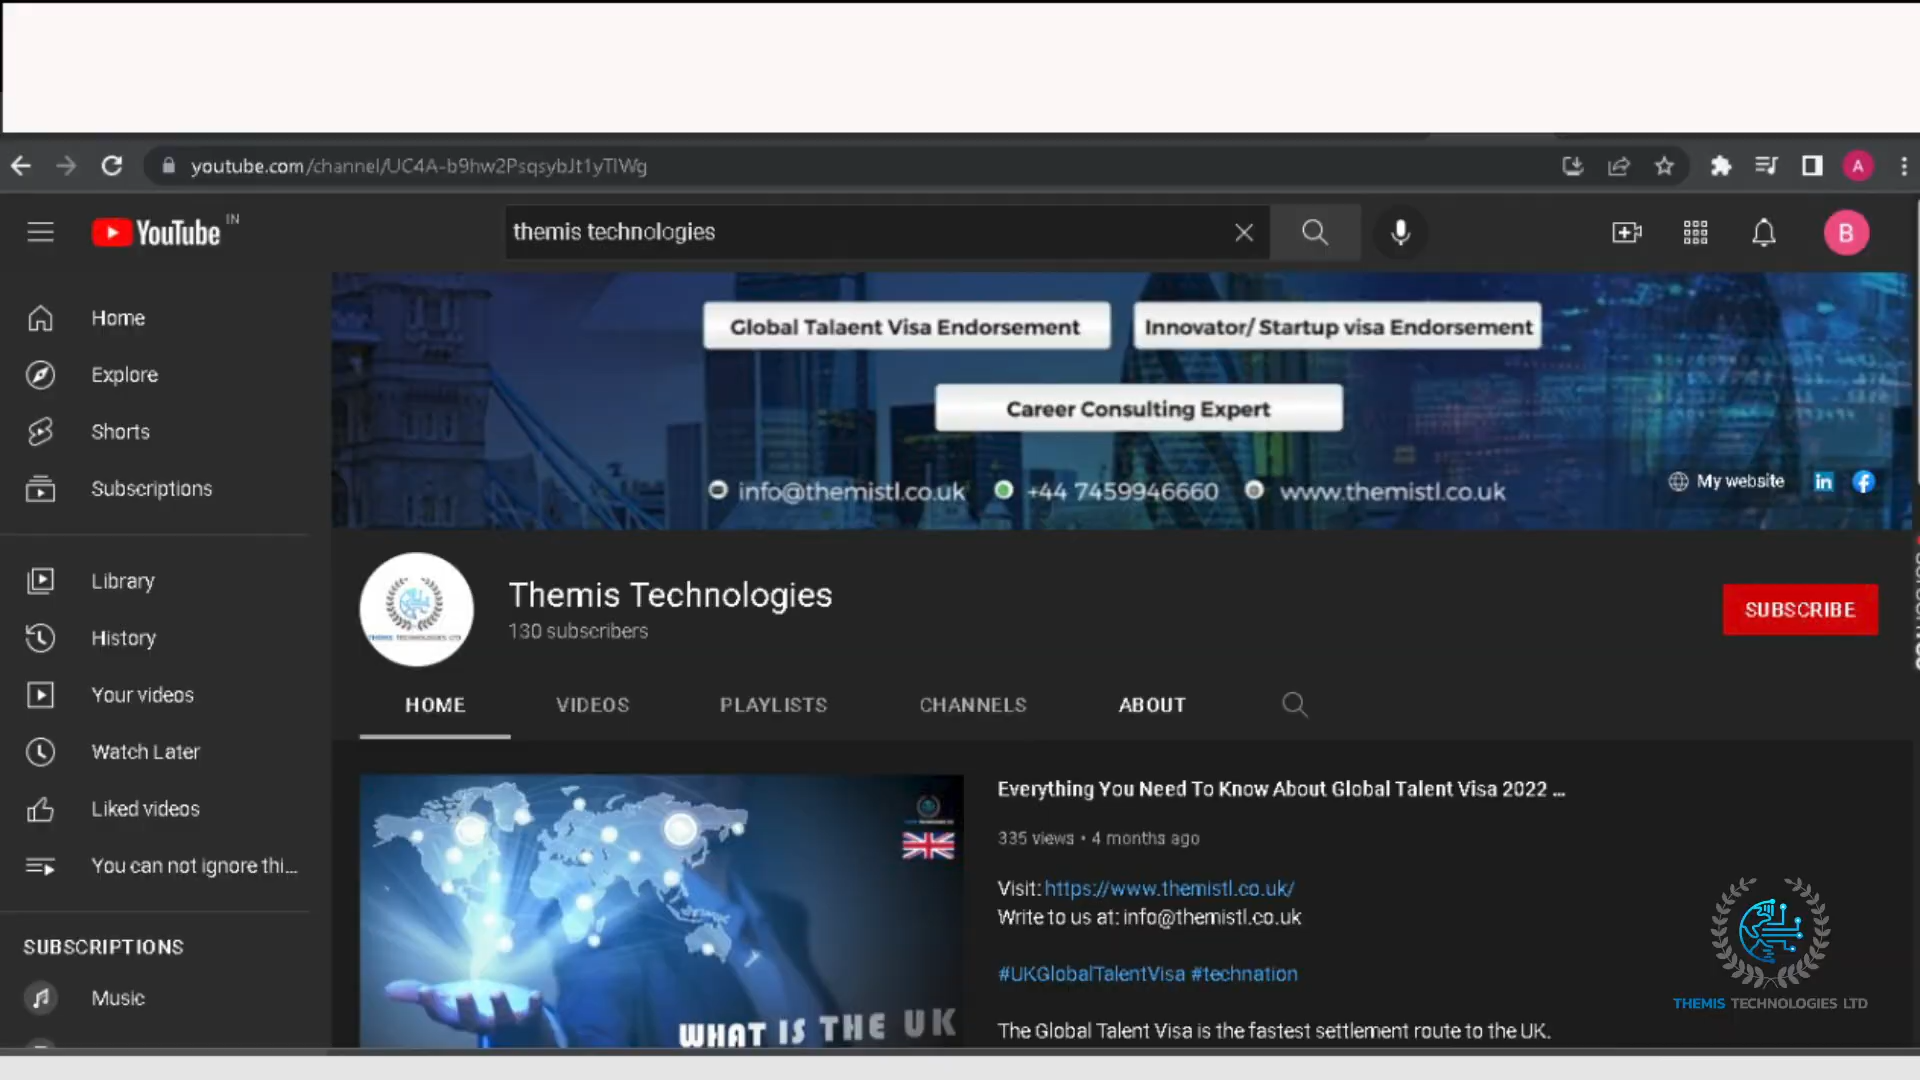 youtube.com/channel/UC4A-b9hw2PsqsybJt1yTlWg
A
YouTube IN
themis technologies
B
Home
Explore
Shorts
Subscriptions
Library
History
Your videos
Watch Later
Liked videos
You can not ignore thi...
SUBSCRIPTIONS
Music
Global Talaent Visa Endorsement
Innovator/ Startup visa Endorsement
Career Consulting Expert
info@themistl.co.uk
+44 7459946660
www.themistl.co.uk
My website
in
f
THEMIS TECHNOLOGIES LTD
Themis Technologies
130 subscribers
SUBSCRIBE
HOME
VIDEOS
PLAYLISTS
CHANNELS
ABOUT
WHAT IS THE UK
Everything You Need To Know About Global Talent Visa 2022 ...
335 views • 4 months ago
Visit: https://www.themistl.co.uk/
Write to us at: info@themistl.co.uk
#UKGlobalTalentVisa #technation
The Global Talent Visa is the fastest settlement route to the UK.
THEMIS TECHNOLOGIES LTD